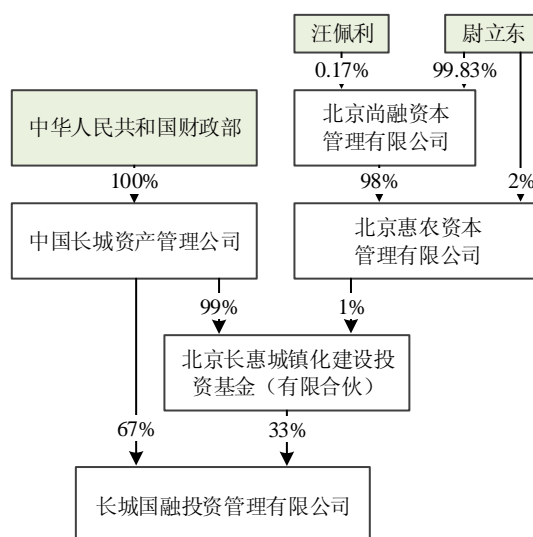 汪佩利
尉立东
0.17%
99.83%
中华人民共和国财政部
北京尚融资本
管理有限公司
100%
98%
2%
中国长城资产管理公司
北京惠农资本
管理有限公司
99%
1%
北京长惠城镇化建设投
资基金（有限合伙）
67%
33%
长城国融投资管理有限公司